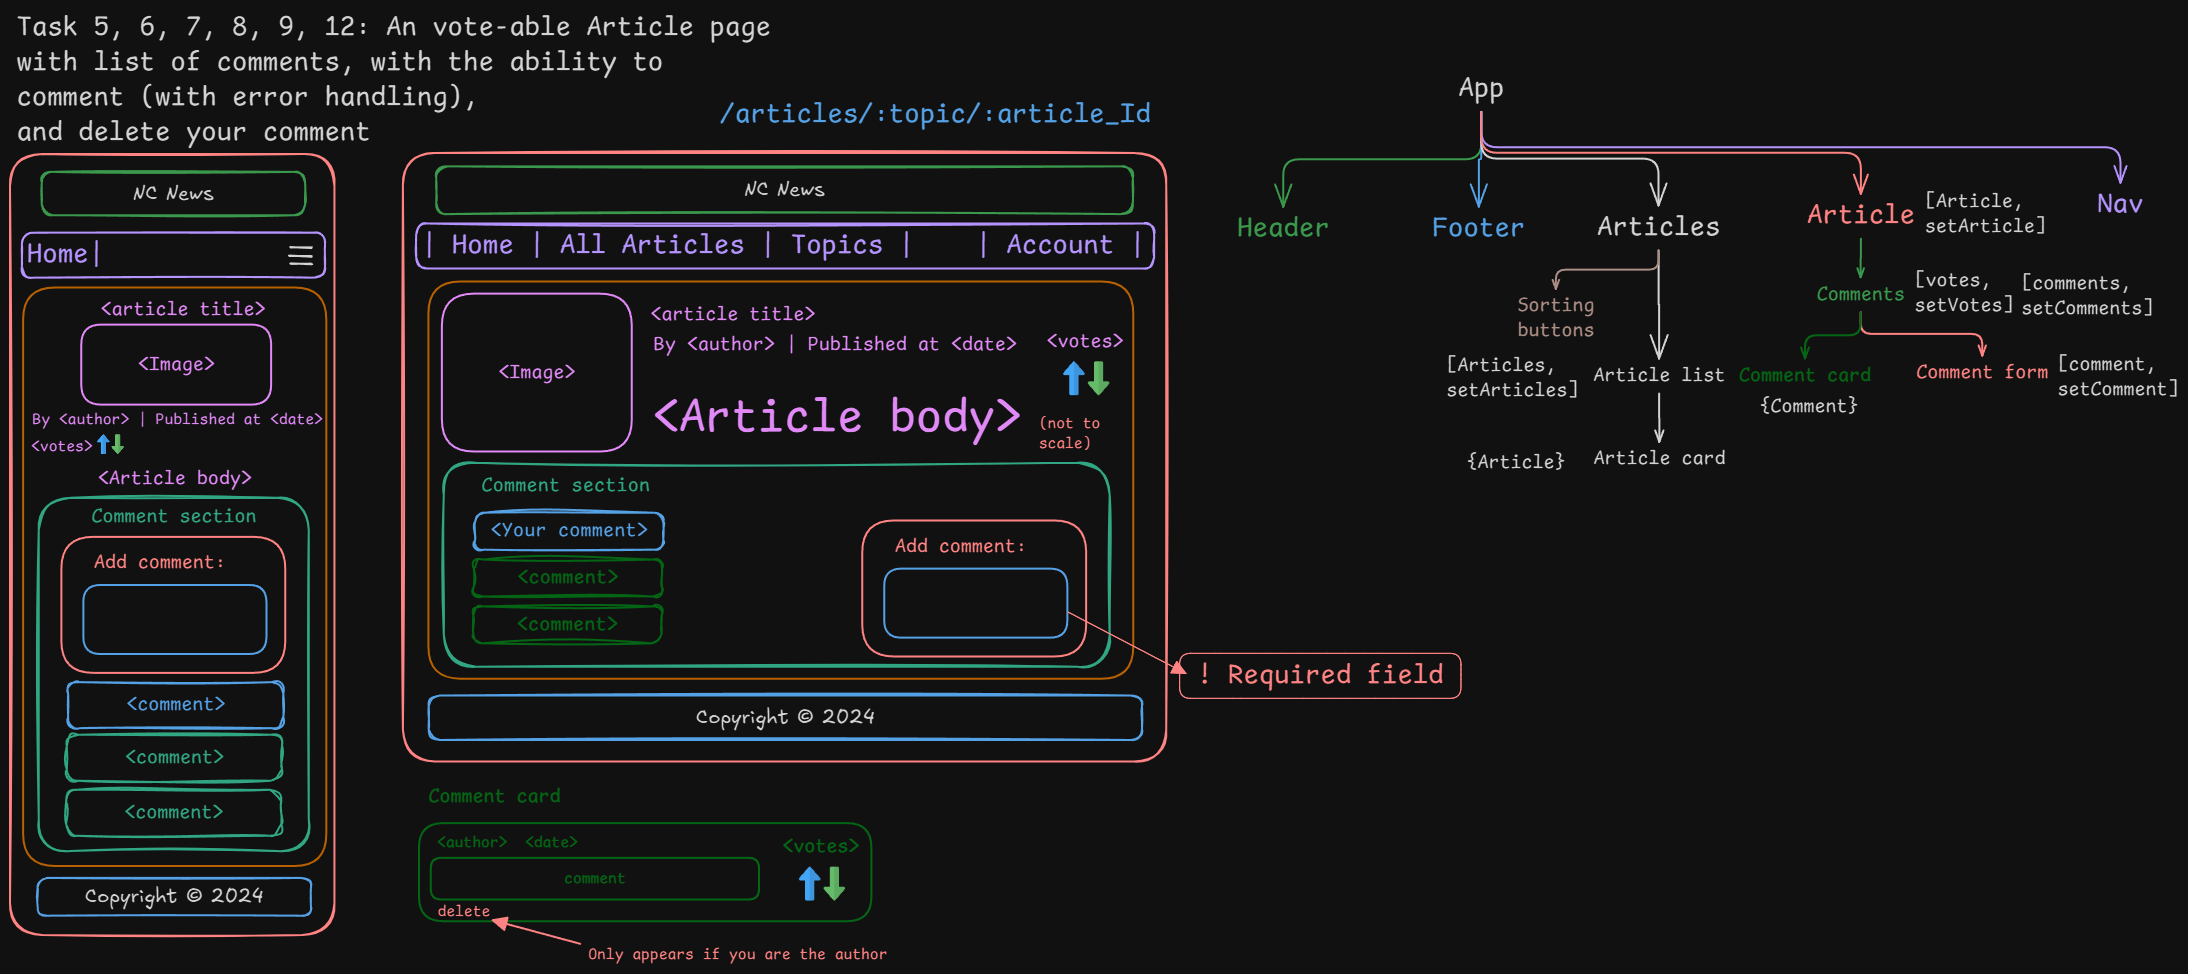 Task 5, 6, 7, 8, 9, 12: An vote-able Article page
with list of comments, with the ability to
comment (with error handling),
and delete your comment
NC News
Home|
<article title>
<Image>
By <author> | Published at <date>
<votes>
<Article body>
Comment section
Add comment:
<comment>
<comment>
<comment>
Copyright © 2024
/articles/:topic/:article_Id
NC News
| Home | All Articles | Topics | | Account |
<Image>
<article title>
By <author> | Published at <date>
<votes>
<Article body>
(not to
scale)
Comment section
<Your comment>
<comment>
<comment>
Add comment:
! Required field
Copyright © 2024
Comment card
<author> <date>
comment
<votes>
delete
Only appears if you are the author
App
Header
Footer
Articles
Article
[Article,
setArticle]
Nav
Sorting
buttons
Comments
[votes,
setVotes]
[comments,
setComments]
[Articles,
setArticles]
Article list
Comment card
{Comment}
Comment form
[comment,
setComment]
{Article}
Article card